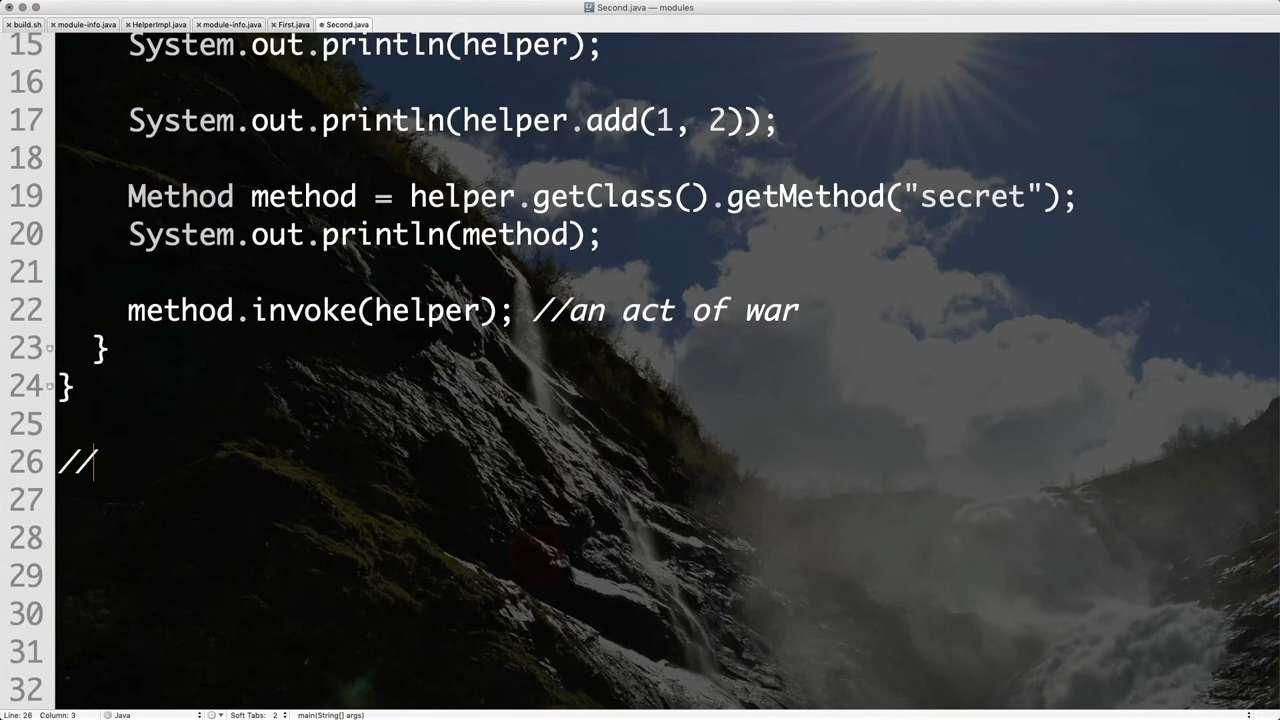 Second.java — modules
build.sh module-info.java HelperImpl.java module-info.java First.java Second.java
15 System.out.println(helper);
16
17 System.out.println(helper.add(1, 2));
18
19 Method method = helper.getClass().getMethod("secret");
20 System.out.println(method);
21
22 method.invoke(helper); //an act of war
23 }
24 }
25
26 //
27
28
29
30
31
32
Line: 26 Column: 3 Java Soft Tabs: 2 main(String[] args)